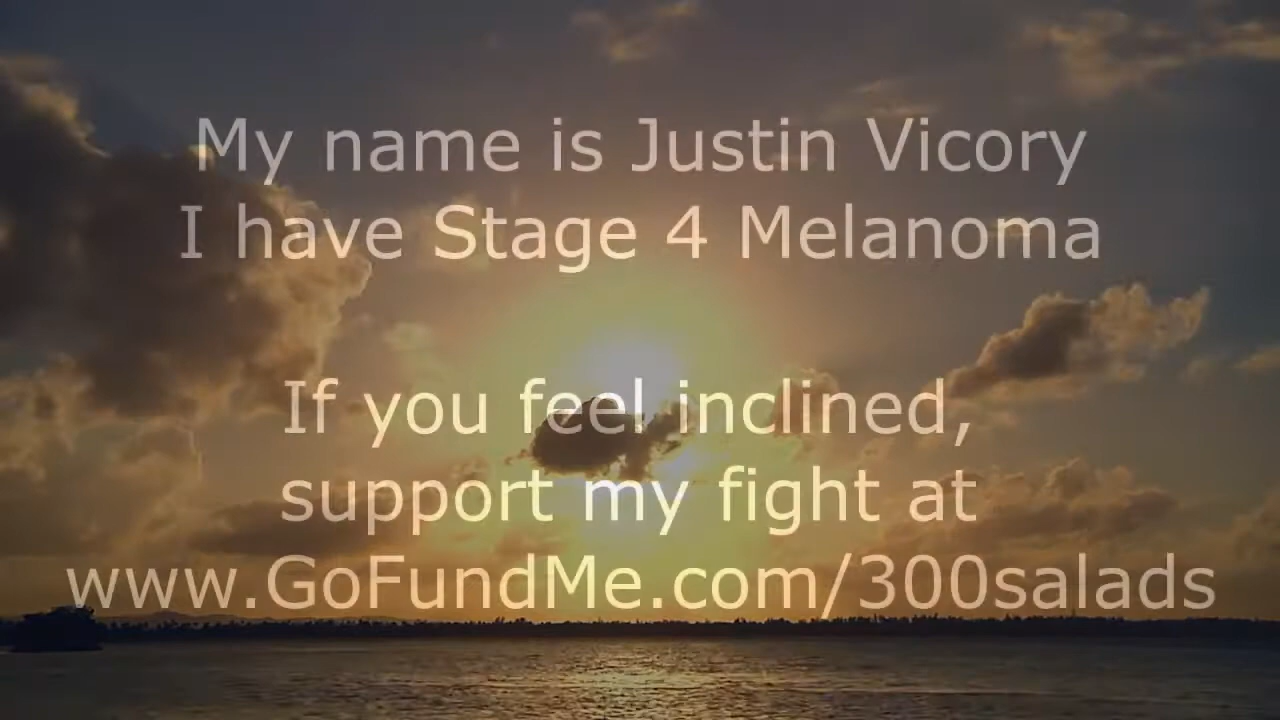 My name is Justin Vicory
I have Stage 4 Melanoma
If you feel inclined,
support my fight at
www.GoFundMe.com/300salads